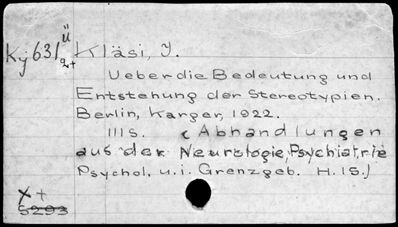 Ky 631 ü
2+
Kläsi, J.
Ueber die Bedeutung und
Entstehung der Stereotypien.
Berlin, Karger, 1922.
111 S. (Abhandlungen
aus der Neurologie, Psychiatrie
Psychol. u. i. Grenzgeb. H. 15.)
X+
5293